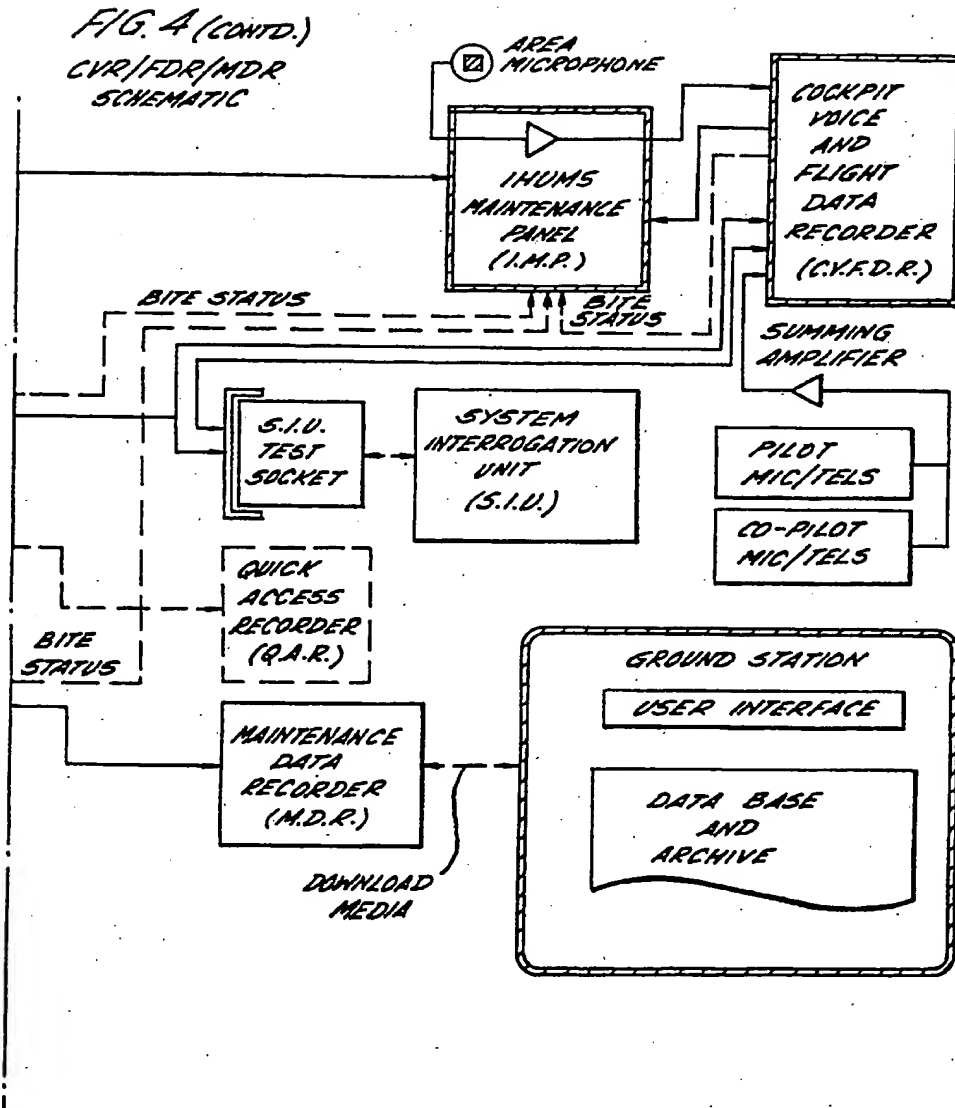 FIG. 4 (CONTD.)
CVR/FDR/MDR
SCHEMATIC
AREA
MICROPHONE
IHUMS
MAINTENANCE
PANEL
(I.M.P.)
COCKPIT
VOICE
AND
FLIGHT
DATA
RECORDER
(C.V.F.D.R.)
BITE STATUS
BITE
STATUS
SUMMING
AMPLIFIER
S.I.U.
TEST
SOCKET
SYSTEM
INTERROGATION
UNIT
(S.I.U.)
PILOT
MIC/TELS
CO-PILOT
MIC/TELS
QUICK
ACCESS
RECORDER
(Q.A.R.)
BITE
STATUS
MAINTENANCE
DATA
RECORDER
(M.D.R.)
DOWNLOAD
MEDIA
GROUND STATION
USER INTERFACE
DATA BASE
AND
ARCHIVE